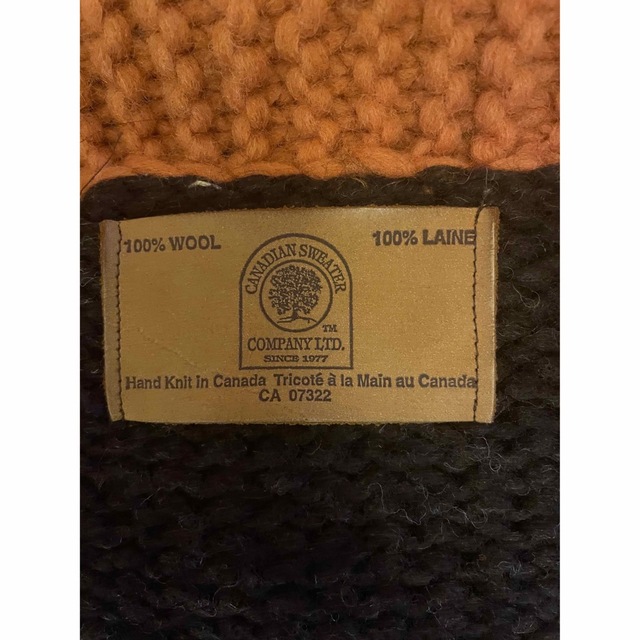 100% WOOL
100% LAINE
CANADIAN SWEATER
COMPANY LTD.
TM
SINCE 1977
Hand Knit in Canada Tricoté à la Main au Canada
CA 07322